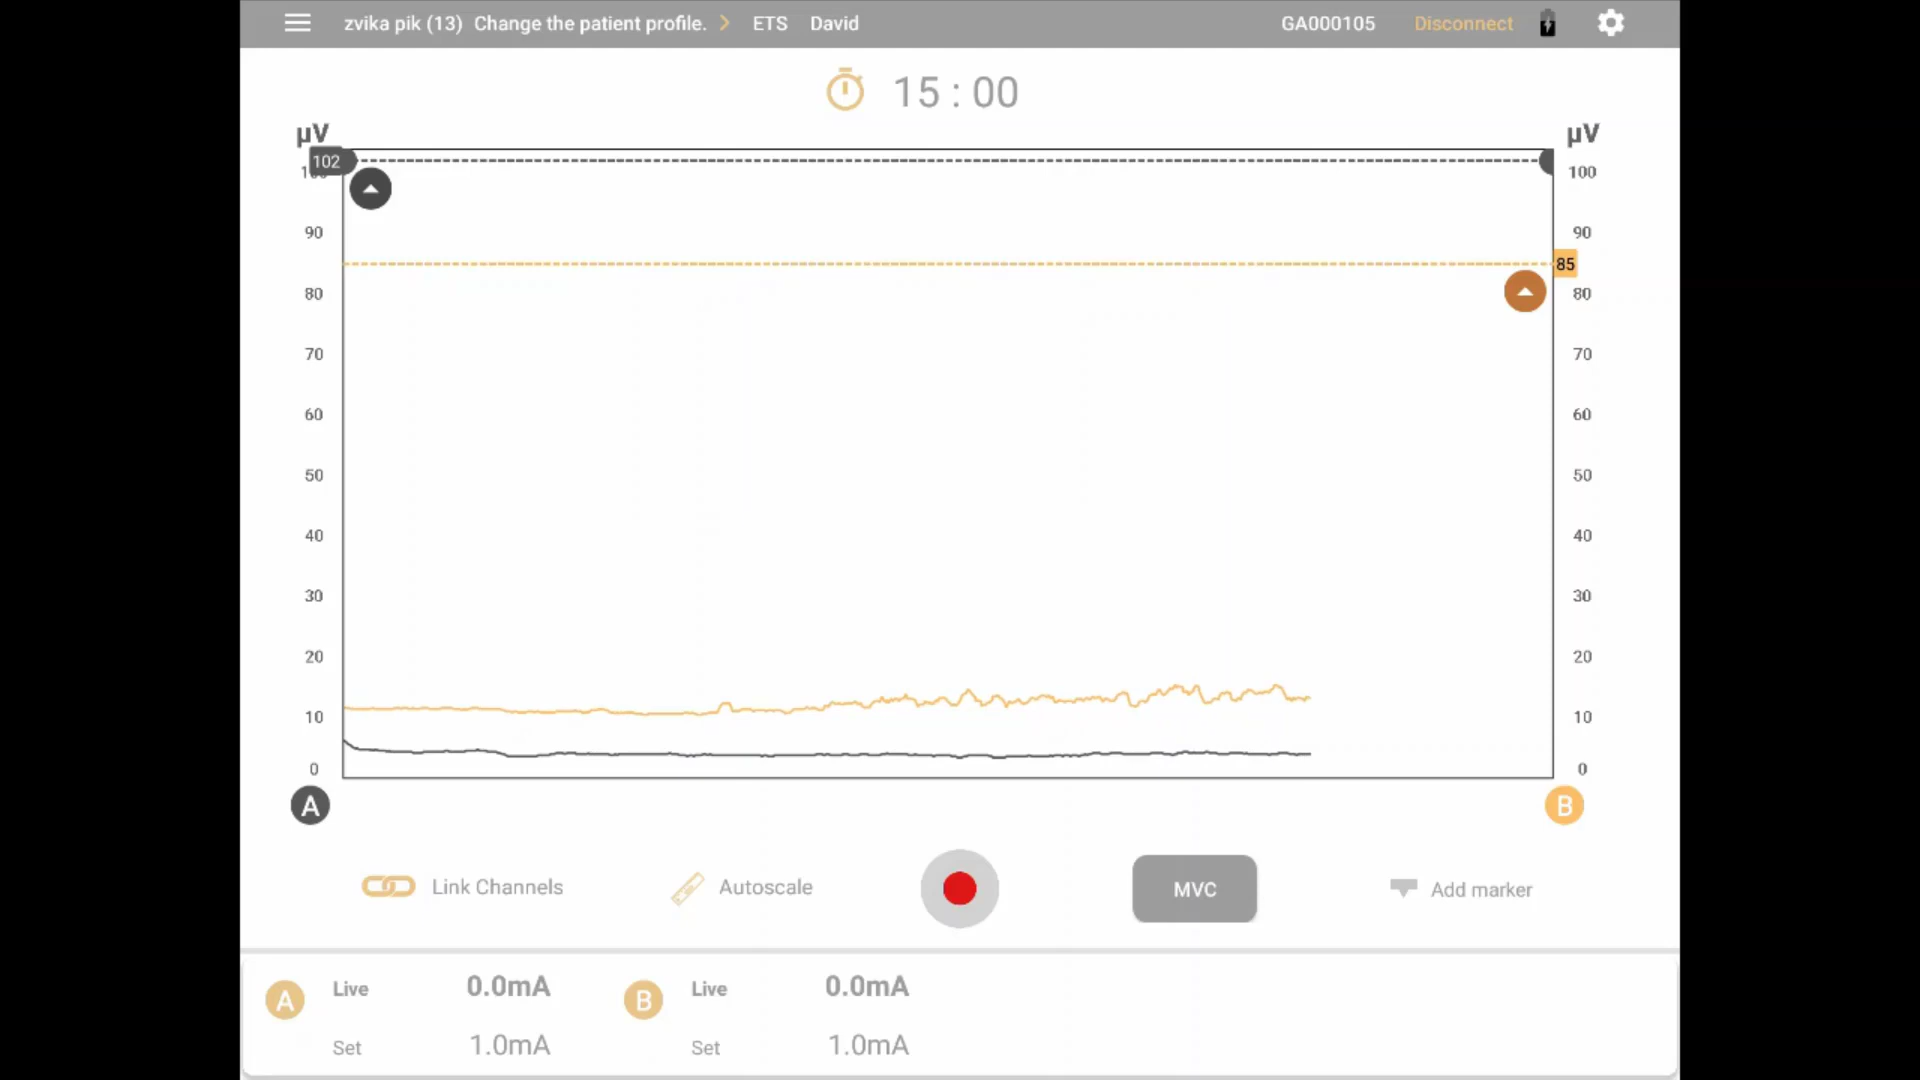 zvika pik (13) Change the patient profile. > ETS David GA000105 Disconnect
15 : 00
µV µV
102
100 100
90 90
85
80 80
70 70
60 60
50 50
40 40
30 30
20 20
10 10
0 0
A B
Link Channels Autoscale MVC Add marker
A Live 0.0mA B Live 0.0mA
Set 1.0mA Set 1.0mA